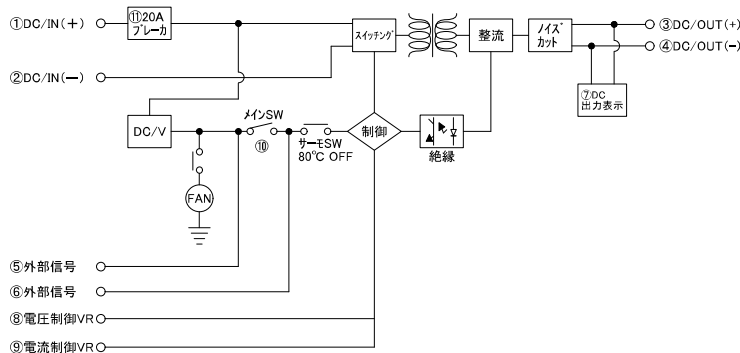 ①DC/IN(+)
⑪20A
ブレーカ
②DC/IN(－)
スイッチング
整流
ノイズ
カット
③DC/OUT(+)
④DC/OUT(-)
⑦DC
出力表示
DC/V
メインSW
⑩
サーモSW
80℃ OFF
制御
絶縁
FAN
⑤外部信号
⑥外部信号
⑧電圧制御VR
⑨電流制御VR